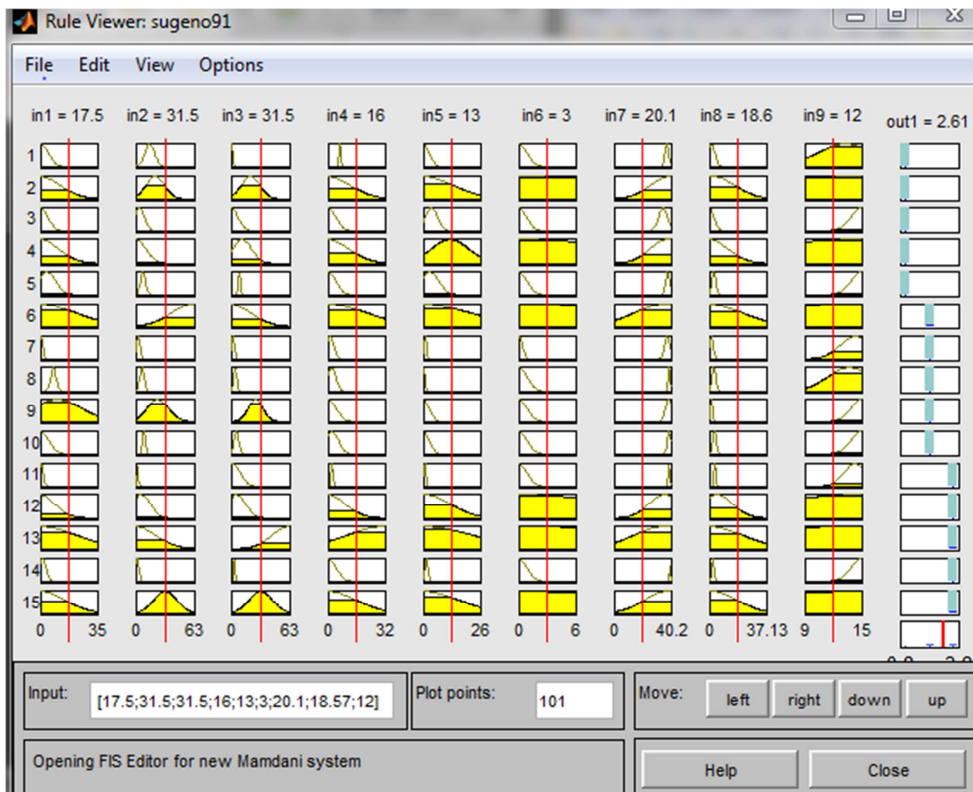 Rule Viewer: sugeno91
File Edit View Options
in1 = 17.5 in2 = 31.5 in3 = 31.5 in4 = 16 in5 = 13 in6 = 3 in7 = 20.1 in8 = 18.6 in9 = 12 out1 = 2.61
1
2
3
4
5
6
7
8
9
10
11
12
13
14
15
0 35 0 63 0 63 0 32 0 26 0 6 0 40.2 0 37.13 9 15
Input: [17.5;31.5;31.5;16;13;3;20.1;18.57;12] Plot points: 101 Move: left right down up
Opening FIS Editor for new Mamdani system Help Close